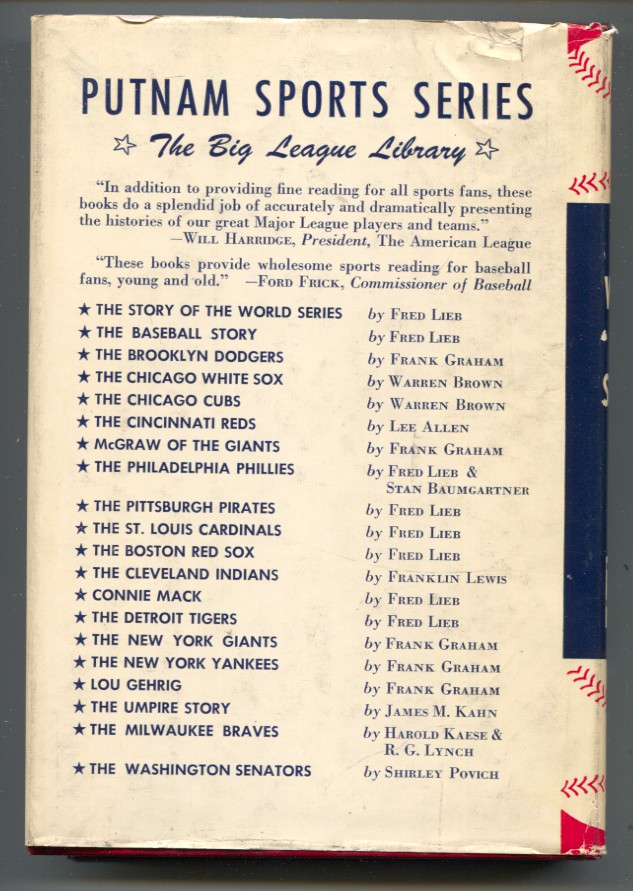 PUTNAM SPORTS SERIES
The Big League Library
"In addition to providing fine reading for all sports fans, these
books do a splendid job of accurately and dramatically presenting
the histories of our great Major League players and teams."
—WILL HARRIDGE, President, The American League
"These books provide wholesome sports reading for baseball
fans, young and old." —FORD FRICK, Commissioner of Baseball
★ THE STORY OF THE WORLD SERIES by FRED LIEB
★ THE BASEBALL STORY by FRED LIEB
★ THE BROOKLYN DODGERS by FRANK GRAHAM
★ THE CHICAGO WHITE SOX by WARREN BROWN
★ THE CHICAGO CUBS by WARREN BROWN
★ THE CINCINNATI REDS by LEE ALLEN
★ McGRAW OF THE GIANTS by FRANK GRAHAM
★ THE PHILADELPHIA PHILLIES by FRED LIEB &
STAN BAUMGARTNER
★ THE PITTSBURGH PIRATES by FRED LIEB
★ THE ST. LOUIS CARDINALS by FRED LIEB
★ THE BOSTON RED SOX by FRED LIEB
★ THE CLEVELAND INDIANS by FRANKLIN LEWIS
★ CONNIE MACK by FRED LIEB
★ THE DETROIT TIGERS by FRED LIEB
★ THE NEW YORK GIANTS by FRANK GRAHAM
★ THE NEW YORK YANKEES by FRANK GRAHAM
★ LOU GEHRIG by FRANK GRAHAM
★ THE UMPIRE STORY by JAMES M. KAHN
★ THE MILWAUKEE BRAVES by HAROLD KAESE &
R. G. LYNCH
★ THE WASHINGTON SENATORS by SHIRLEY POVICH